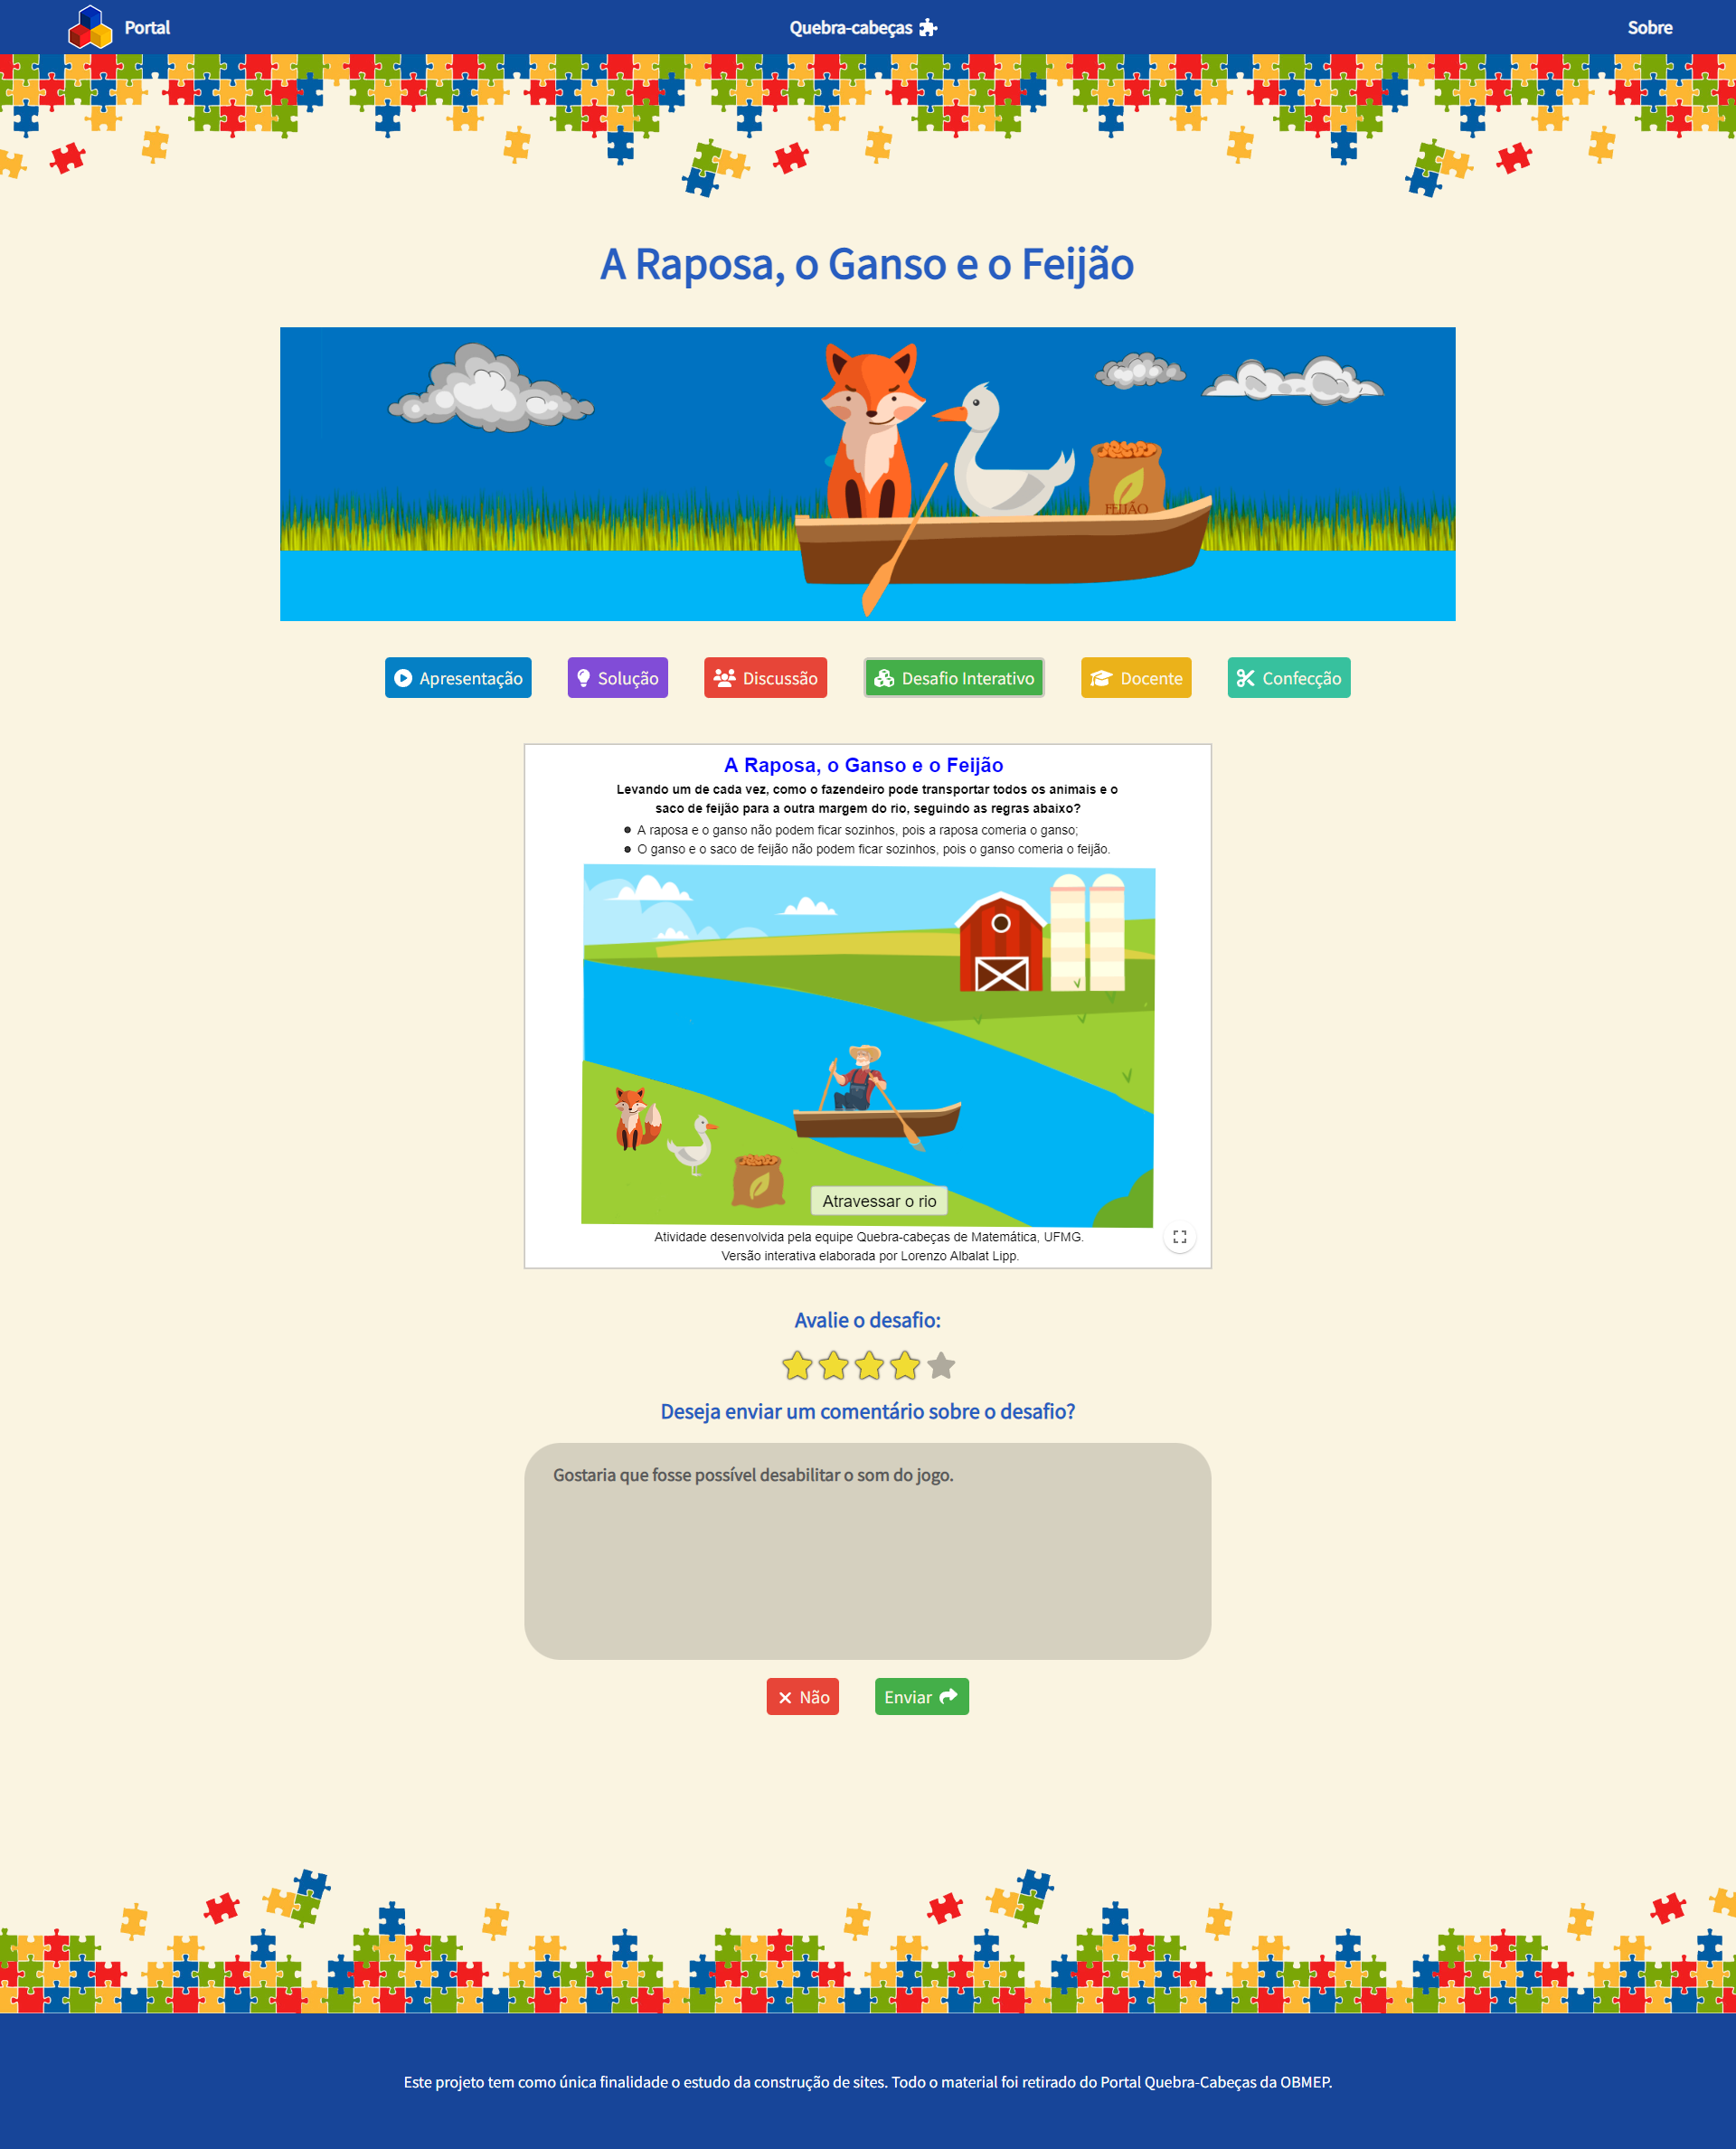 Portal
Quebra-cabeças
Sobre
A Raposa, o Ganso e o Feijão
FEIJÃO
Apresentação
Solução
Discussão
Desafio Interativo
Docente
Confecção
A Raposa, o Ganso e o Feijão
Levando um de cada vez, como o fazendeiro pode transportar todos os animais e o
saco de feijão para a outra margem do rio, seguindo as regras abaixo?
A raposa e o ganso não podem ficar sozinhos, pois a raposa comeria o ganso;
O ganso e o saco de feijão não podem ficar sozinhos, pois o ganso comeria o feijão.
Atravessar o rio
Atividade desenvolvida pela equipe Quebra-cabeças de Matemática, UFMG.
Versão interativa elaborada por Lorenzo Albalat Lipp.
Avalie o desafio:
Deseja enviar um comentário sobre o desafio?
Gostaria que fosse possível desabilitar o som do jogo.
Não
Enviar
Este projeto tem como única finalidade o estudo da construção de sites. Todo o material foi retirado do Portal Quebra-Cabeças da OBMEP.